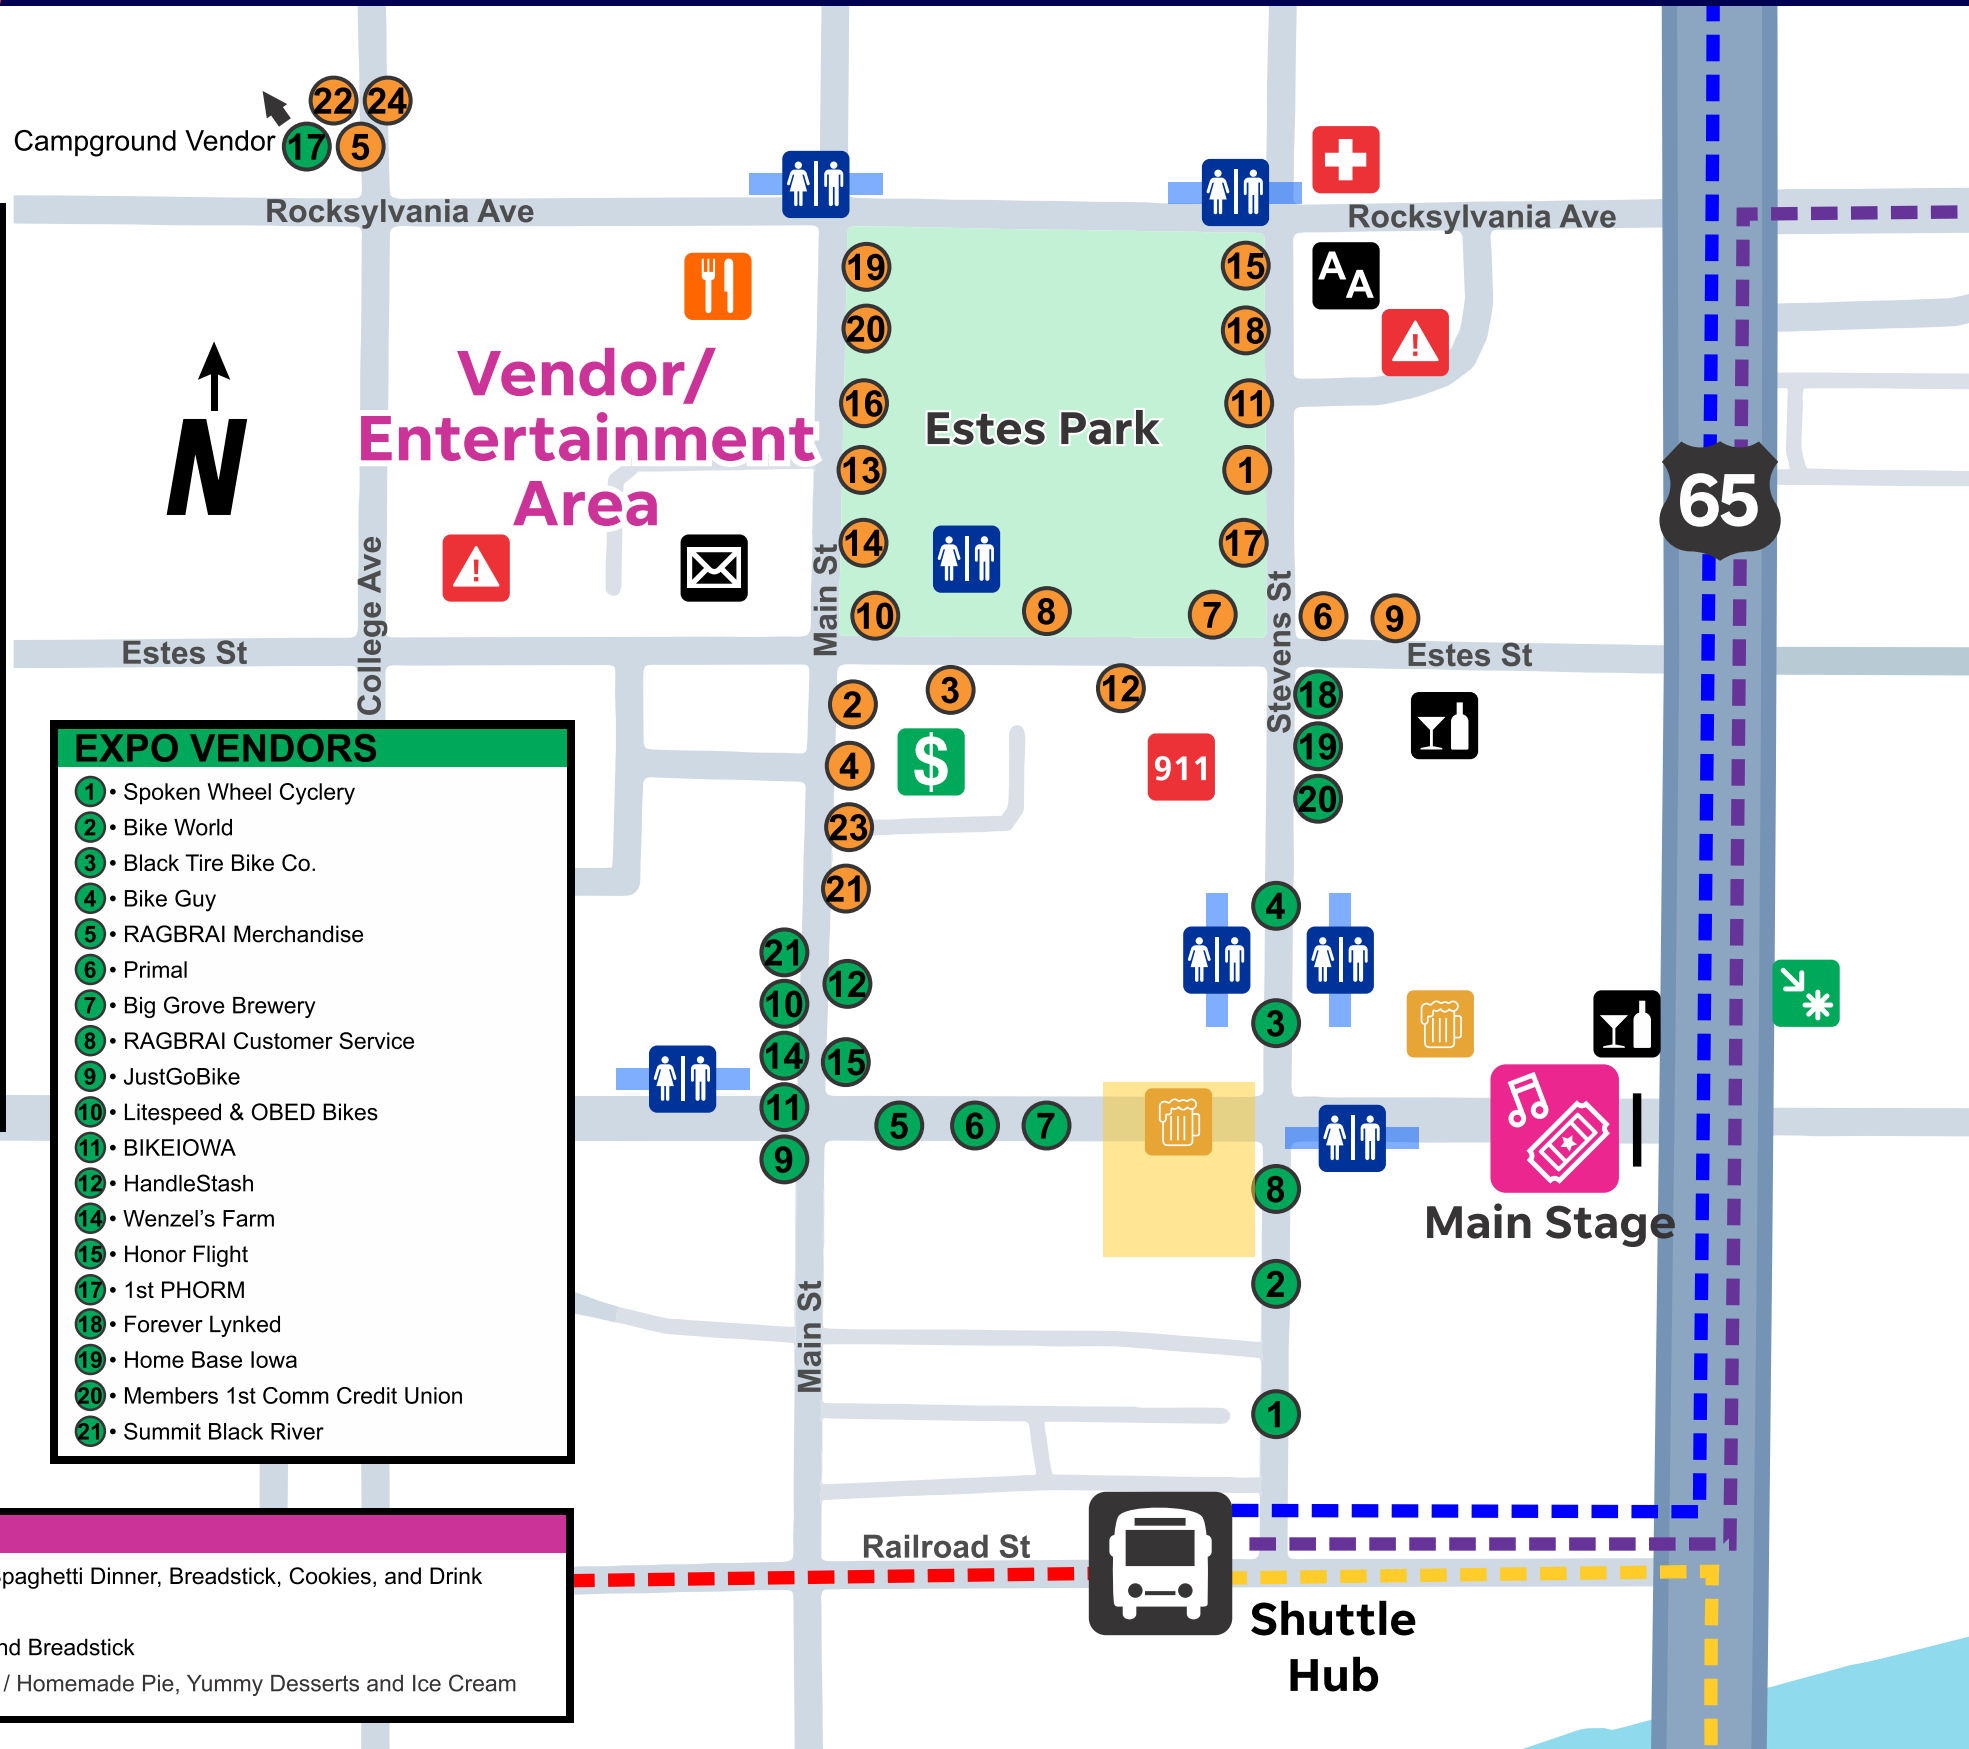 22 24
Campground Vendor 17 5
Rocksylvania Ave
Rocksylvania Ave
A A
19
20
16
13
14
10
15
18
11
1
17
8
7
6
9
Vendor/
Entertainment
Area
Estes Park
N
65
College Ave
Main St
Stevens St
Estes St
Estes St
2
3
12
4
23
21
$
911
18
19
20
EXPO VENDORS
1 • Spoken Wheel Cyclery
2 • Bike World
3 • Black Tire Bike Co.
4 • Bike Guy
5 • RAGBRAI Merchandise
6 • Primal
7 • Big Grove Brewery
8 • RAGBRAI Customer Service
9 • JustGoBike
10 • Litespeed & OBED Bikes
11 • BIKEIOWA
12 • HandleStash
14 • Wenzel's Farm
15 • Honor Flight
17 • 1st PHORM
18 • Forever Lynked
19 • Home Base Iowa
20 • Members 1st Comm Credit Union
21 • Summit Black River
21
10
14
11
9
12
15
5 6 7
4
3
8
2
1
Main Stage
Main St
Railroad St
Shuttle
Hub
paghetti Dinner, Breadstick, Cookies, and Drink
nd Breadstick
/ Homemade Pie, Yummy Desserts and Ice Cream